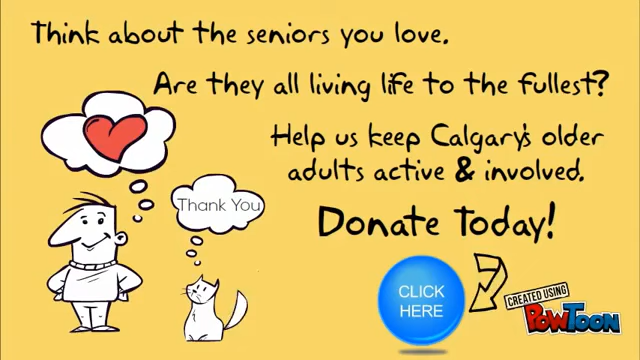 Think about the seniors you love.
Are they all living life to the fullest?
Help us keep Calgary's older
adults active & involved.
Thank You
Donate Today!
CLICK
HERE
CREATED USING
POWTOON